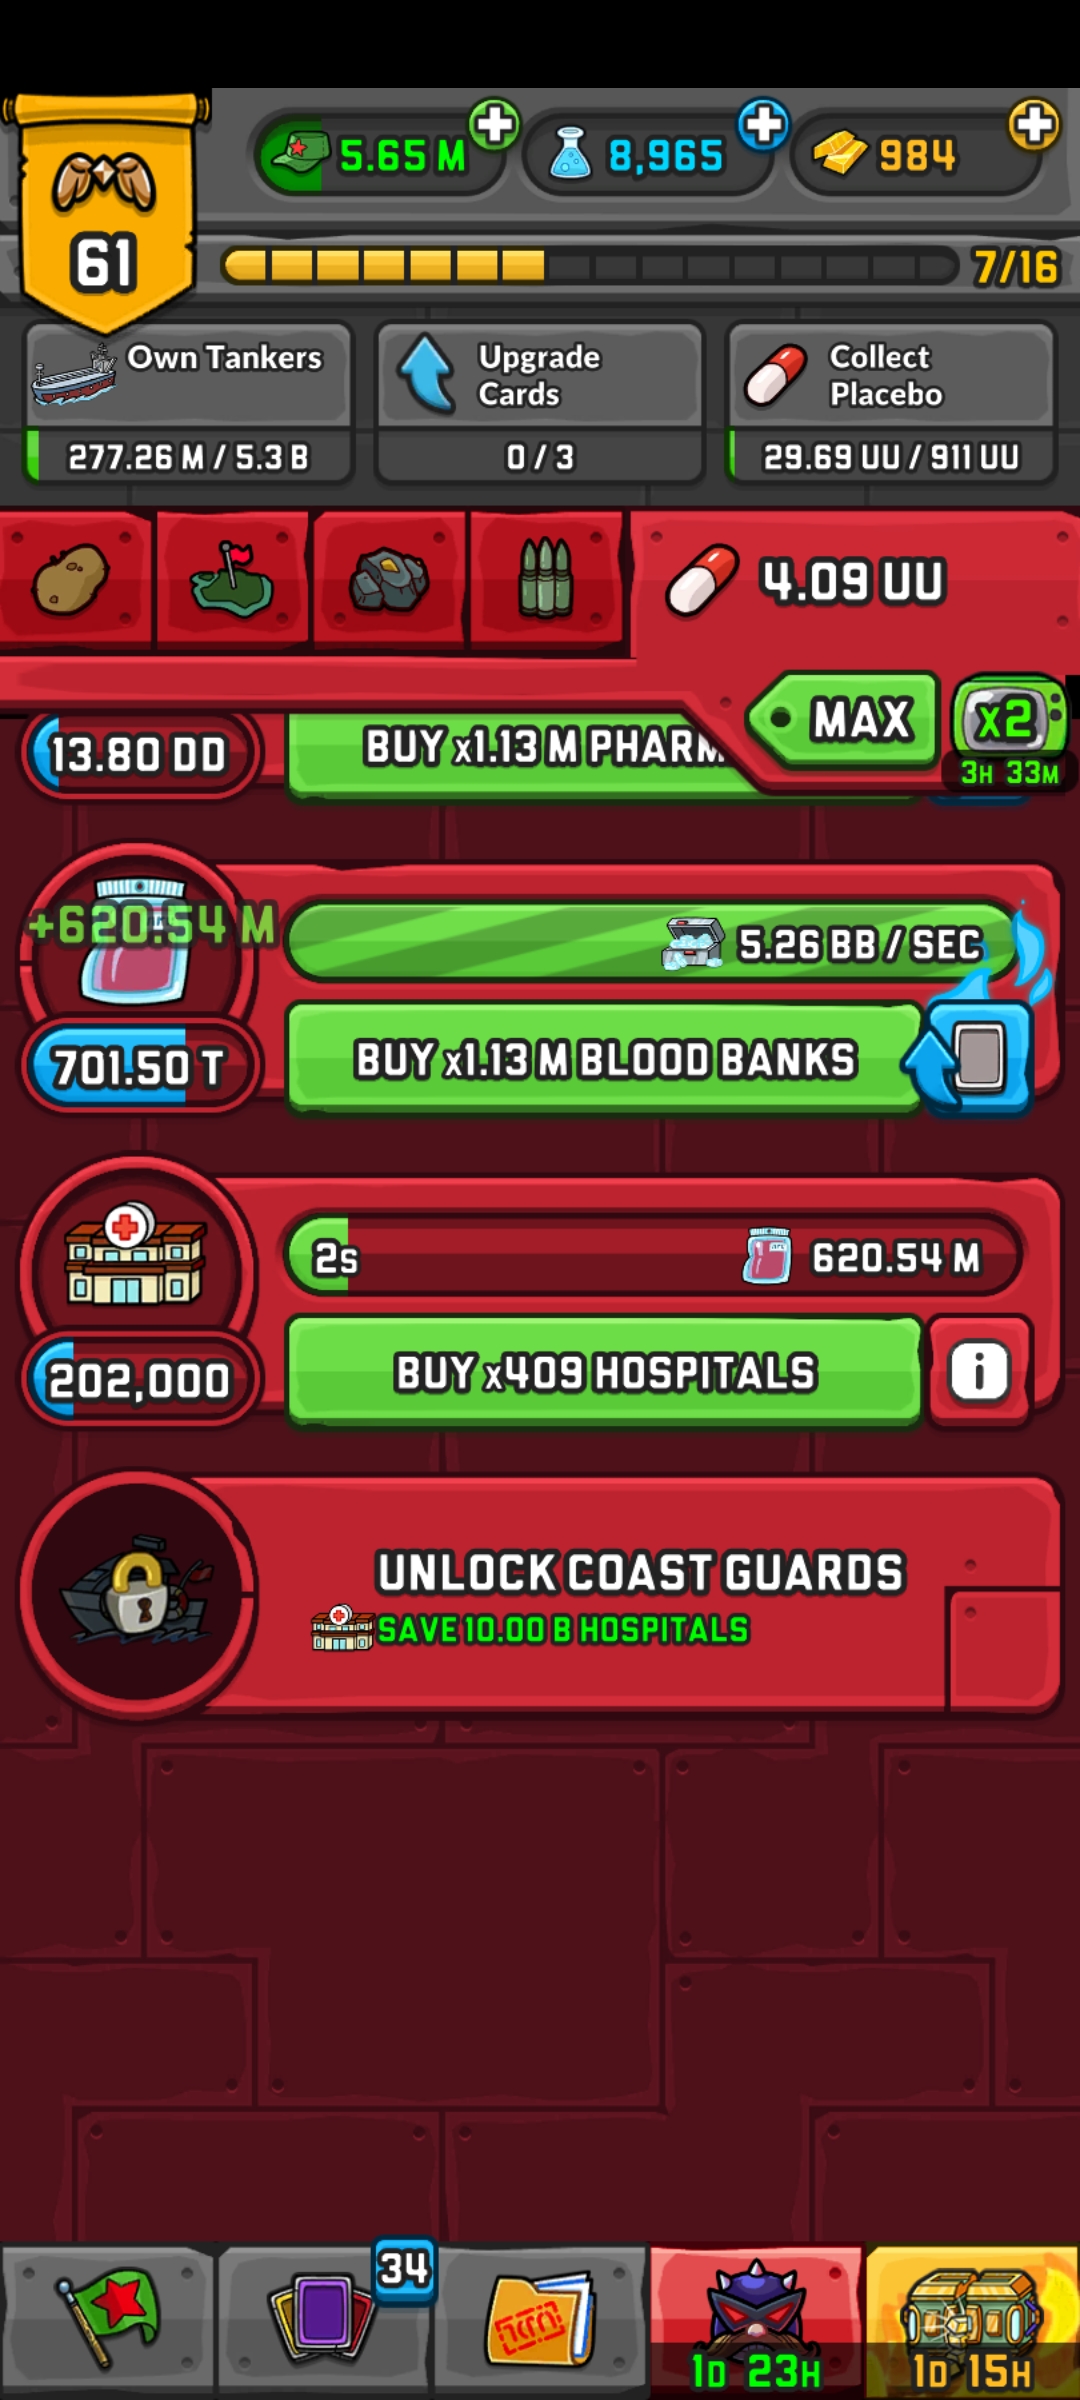 5.65 M
8,965
984
61
7/16
Own Tankers
277.26 M / 5.3 B
Upgrade
Cards
0 / 3
Collect
Placebo
29.69 UU / 911 UU
4.09 UU
MAX
x2
3H 33M
13.80 DD
BUY x1.13 M PHARM
+620.54 M
5.26 BB / SEC
701.50 T
BUY x1.13 M BLOOD BANKS
2s
620.54 M
202,000
BUY x409 HOSPITALS
i
UNLOCK COAST GUARDS
SAVE 10.00 B HOSPITALS
34
1D 23H
1D 15H